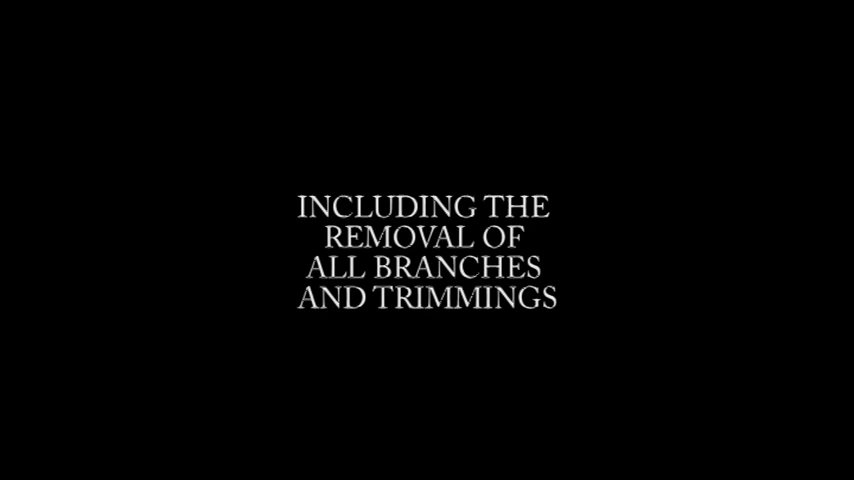 INCLUDING THE
REMOVAL OF
ALL BRANCHES
AND TRIMMINGS